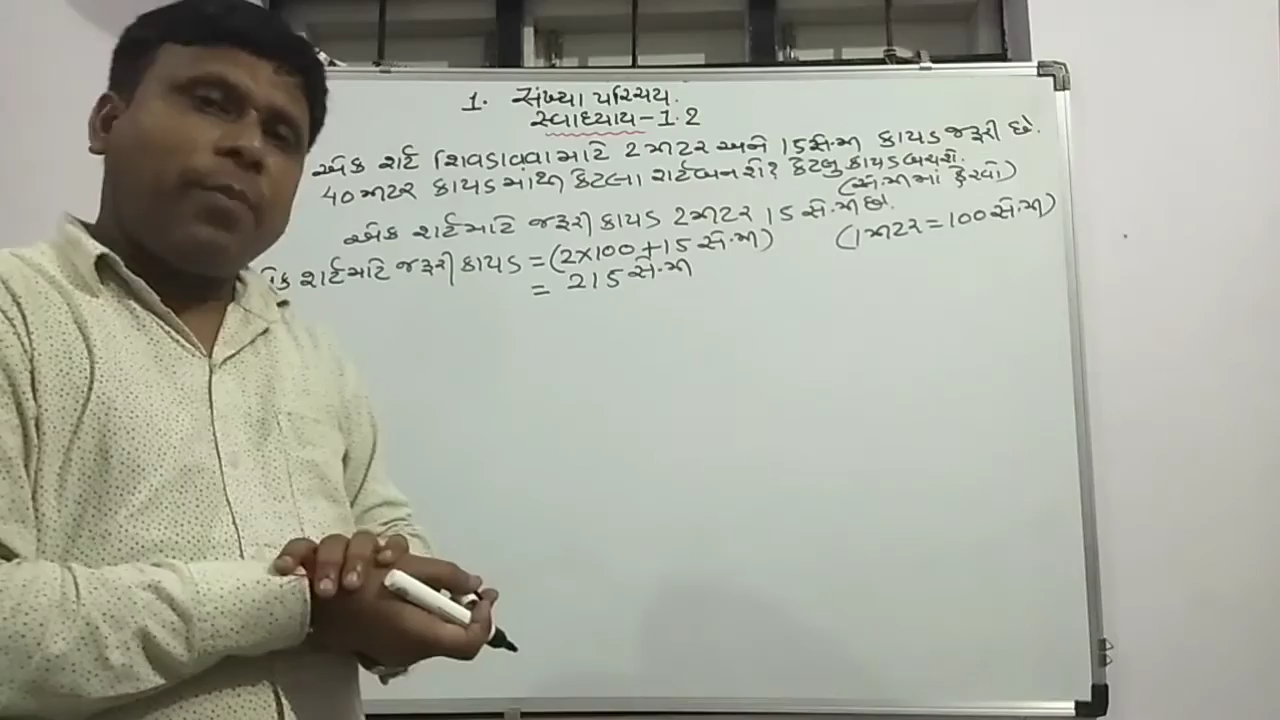 1. સંખ્યા પરિચય.
સ્વાધ્યાય-1.2
એક શર્ટ શિવડાવવા માટે 2 મીટર અને 15 સે.મી કાપડ જરૂરી છે.
40 મીટર કાપડ માંથી કેટલા શર્ટ બનશે? કેટલુ કાપડ બચશે.
(સે.મીમાં ફેરવો)
એક શર્ટ માટે જરૂરી કાપડ 2 મીટર 15 સે.મી છે.
(1 મીટર = 100 સે.મી)
શર્ટ માટે જરૂરી કાપડ = (2×100 + 15 સે.મી)
= 215 સે.મી